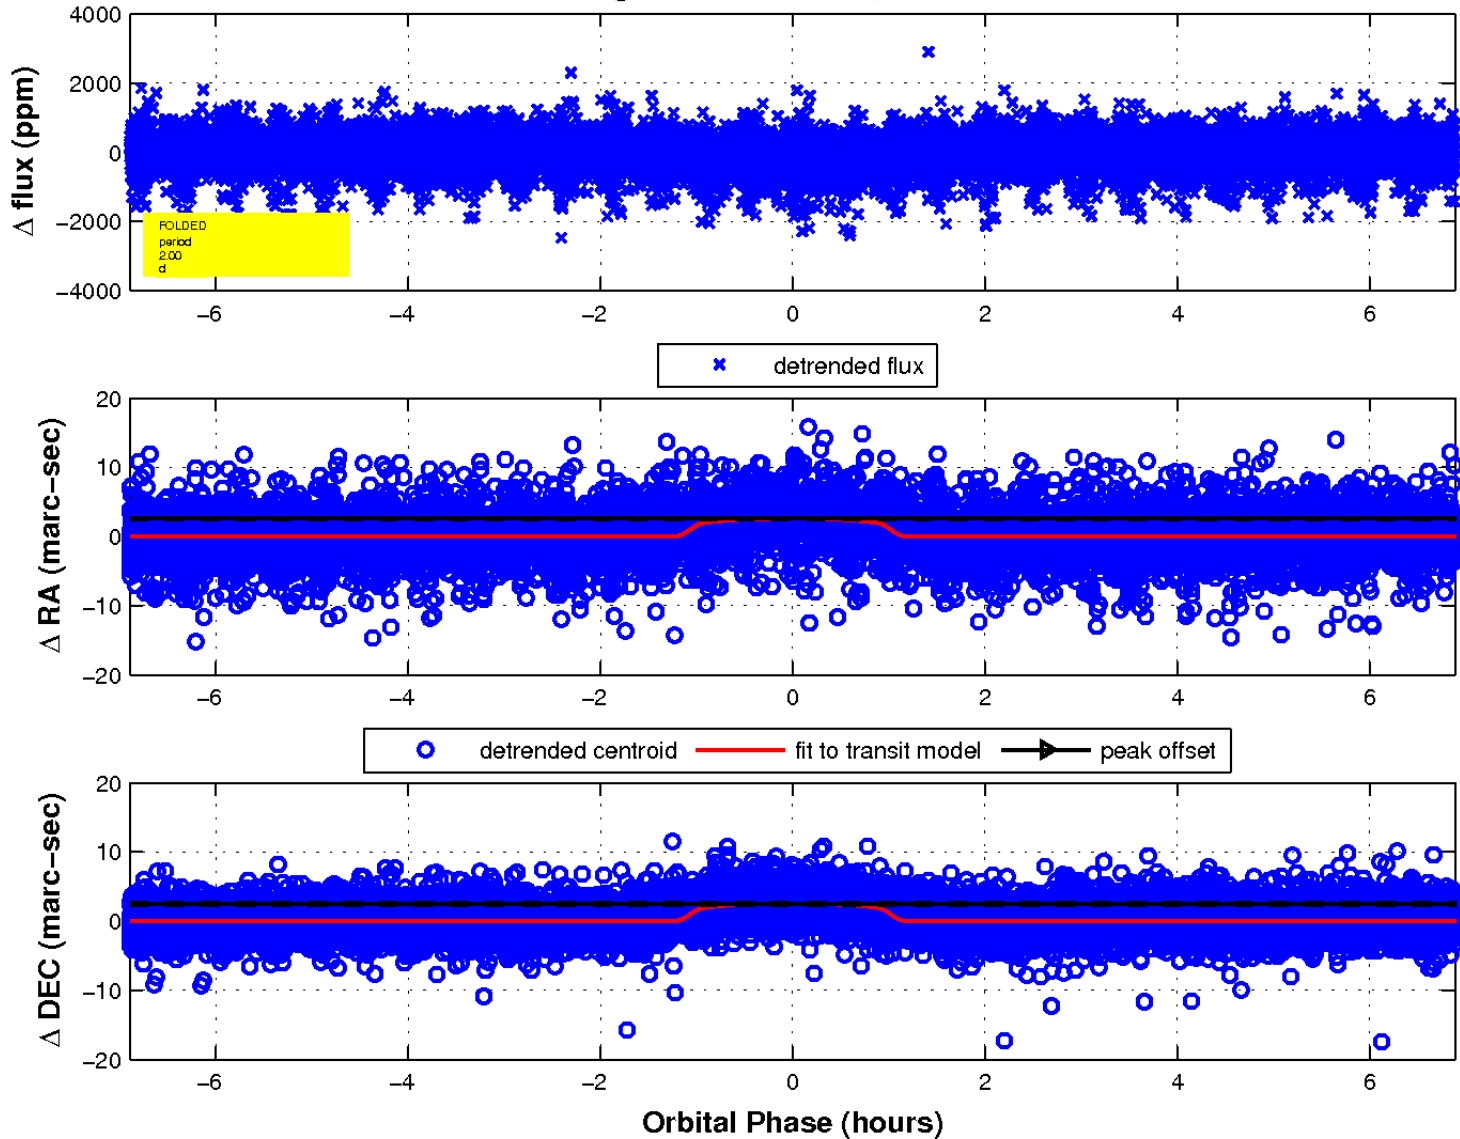 4000
2000
0
−2000
−4000
Δ flux (ppm)
FOLDED
period
2.00
d
−6 −4 −2 0 2 4 6
detrended flux
20
10
0
−10
−20
Δ RA (marc−sec)
−6 −4 −2 0 2 4 6
detrended centroid fit to transit model peak offset
20
10
0
−10
−20
Δ DEC (marc−sec)
−6 −4 −2 0 2 4 6
Orbital Phase (hours)